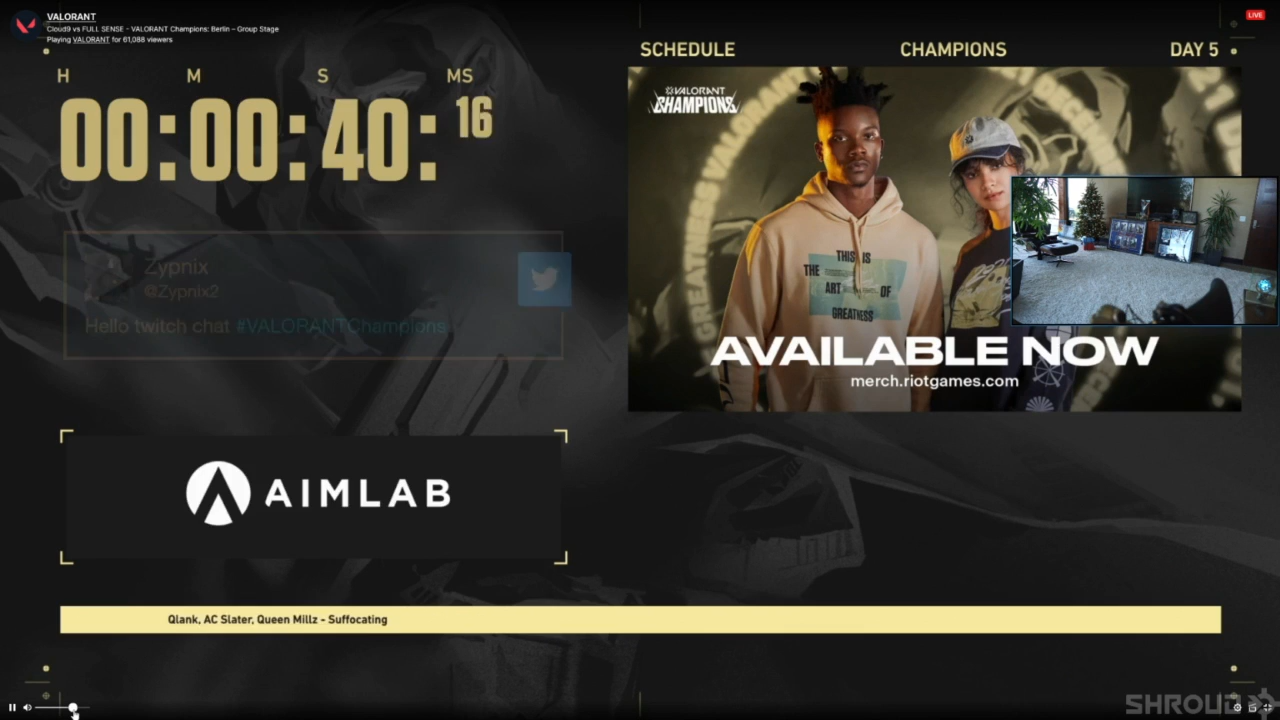 VALORANT
Cloud9 vs FULL SENSE - VALORANT Champions: Berlin – Group Stage
Playing VALORANT for 61,088 viewers
LIVE
H M S MS
00:00:40:16
SCHEDULE CHAMPIONS DAY 5
VALORANT
CHAMPIONS
THIS IS
THE ART OF
GREATNESS
AVAILABLE NOW
merch.riotgames.com
Zypnix
@Zypnix2
Hello twitch chat #VALORANTChampions
AIMLAB
Qlank, AC Slater, Queen Millz - Suffocating
SHROUD